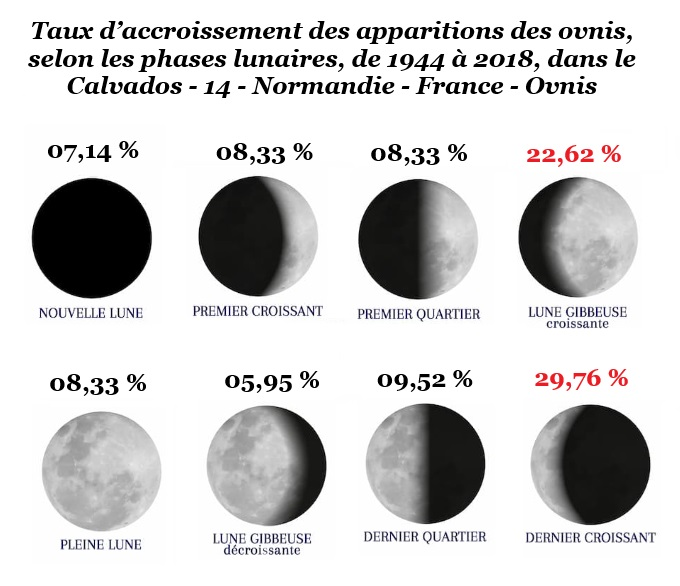 Taux d’accroissement des apparitions des ovnis,
selon les phases lunaires, de 1944 à 2018, dans le
Calvados - 14 - Normandie - France - Ovnis
07,14 %
08,33 %
08,33 %
22,62 %
NOUVELLE LUNE
PREMIER CROISSANT
PREMIER QUARTIER
LUNE GIBBEUSE
croissante
08,33 %
05,95 %
09,52 %
29,76 %
PLEINE LUNE
LUNE GIBBEUSE
décroissante
DERNIER QUARTIER
DERNIER CROISSANT